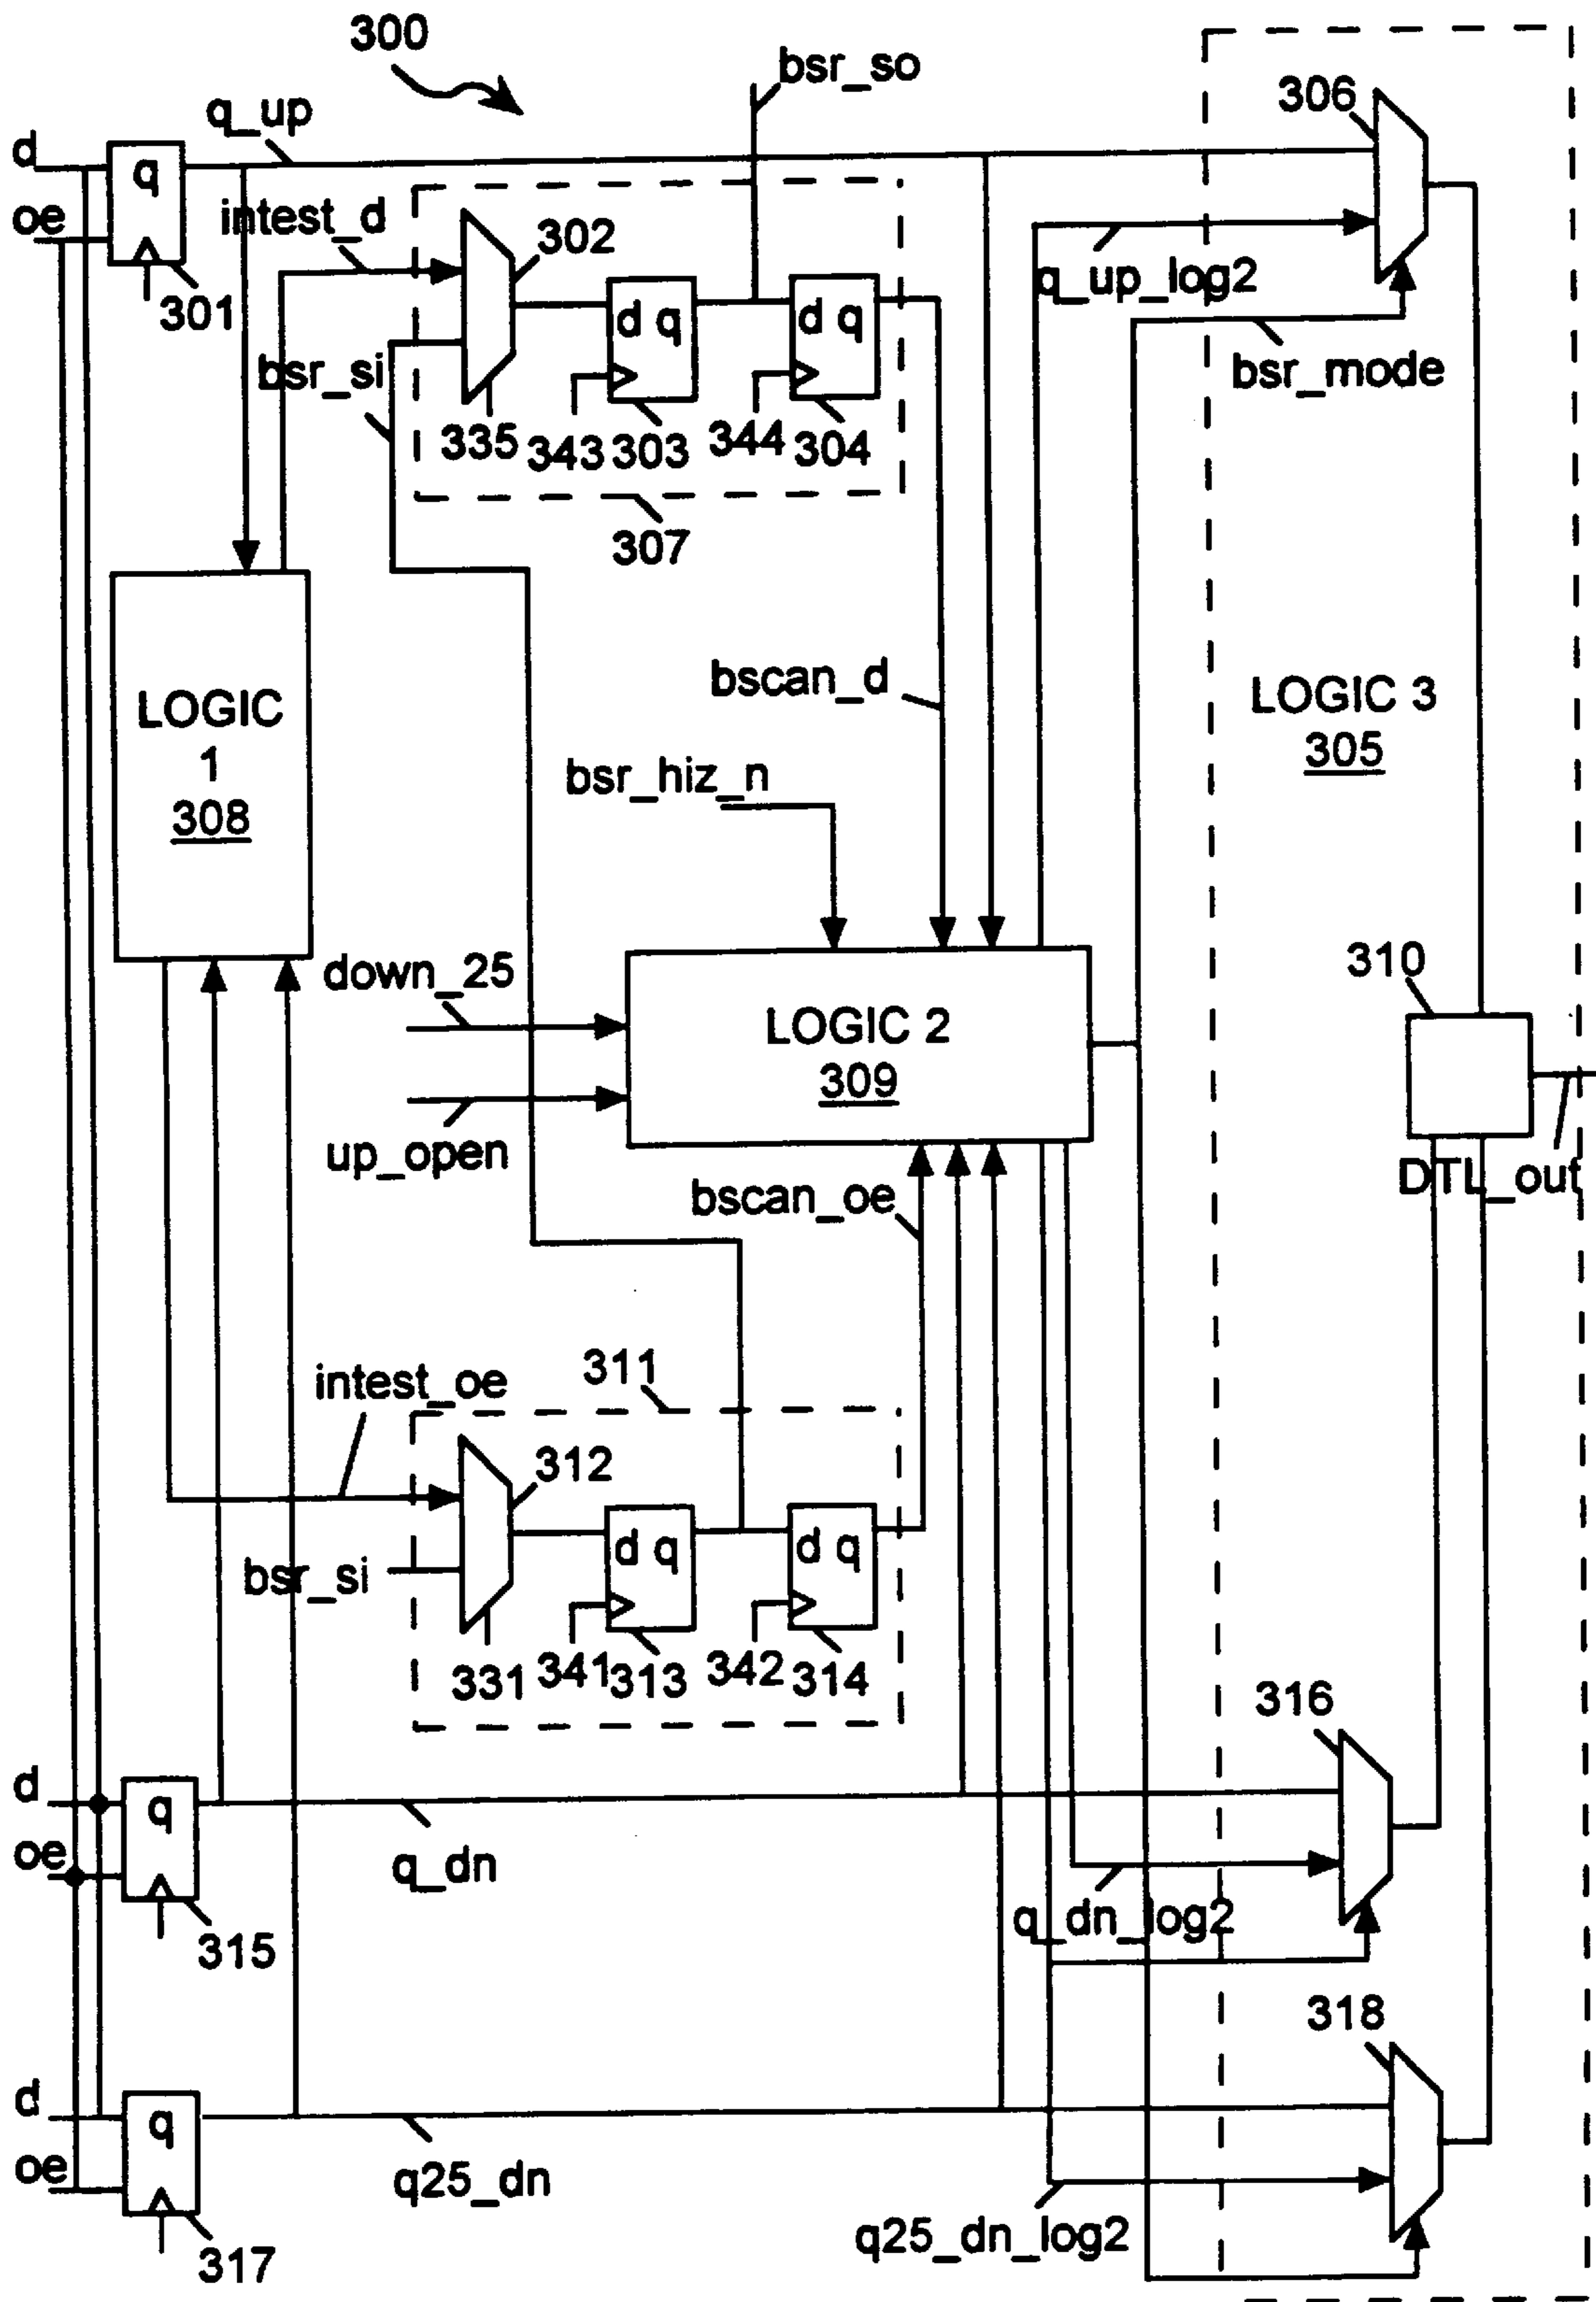 300
bsr_so
306
q_up
d
q
oe
intest_d
302
q_up_log2
301
d q
d q
bsr_si
bsr_mode
335
343
303
344
304
307
LOGIC
1
308
bscan_d
LOGIC 3
305
bsr_hiz_n
310
down_25
LOGIC 2
309
up_open
DTL_out
bscan_oe
311
intest_oe
312
d q
d q
bsr_si
331
341
313
342
314
316
d
q
oe
q_dn
q_dn_log2
315
318
d
q
oe
q25_dn
q25_dn_log2
317